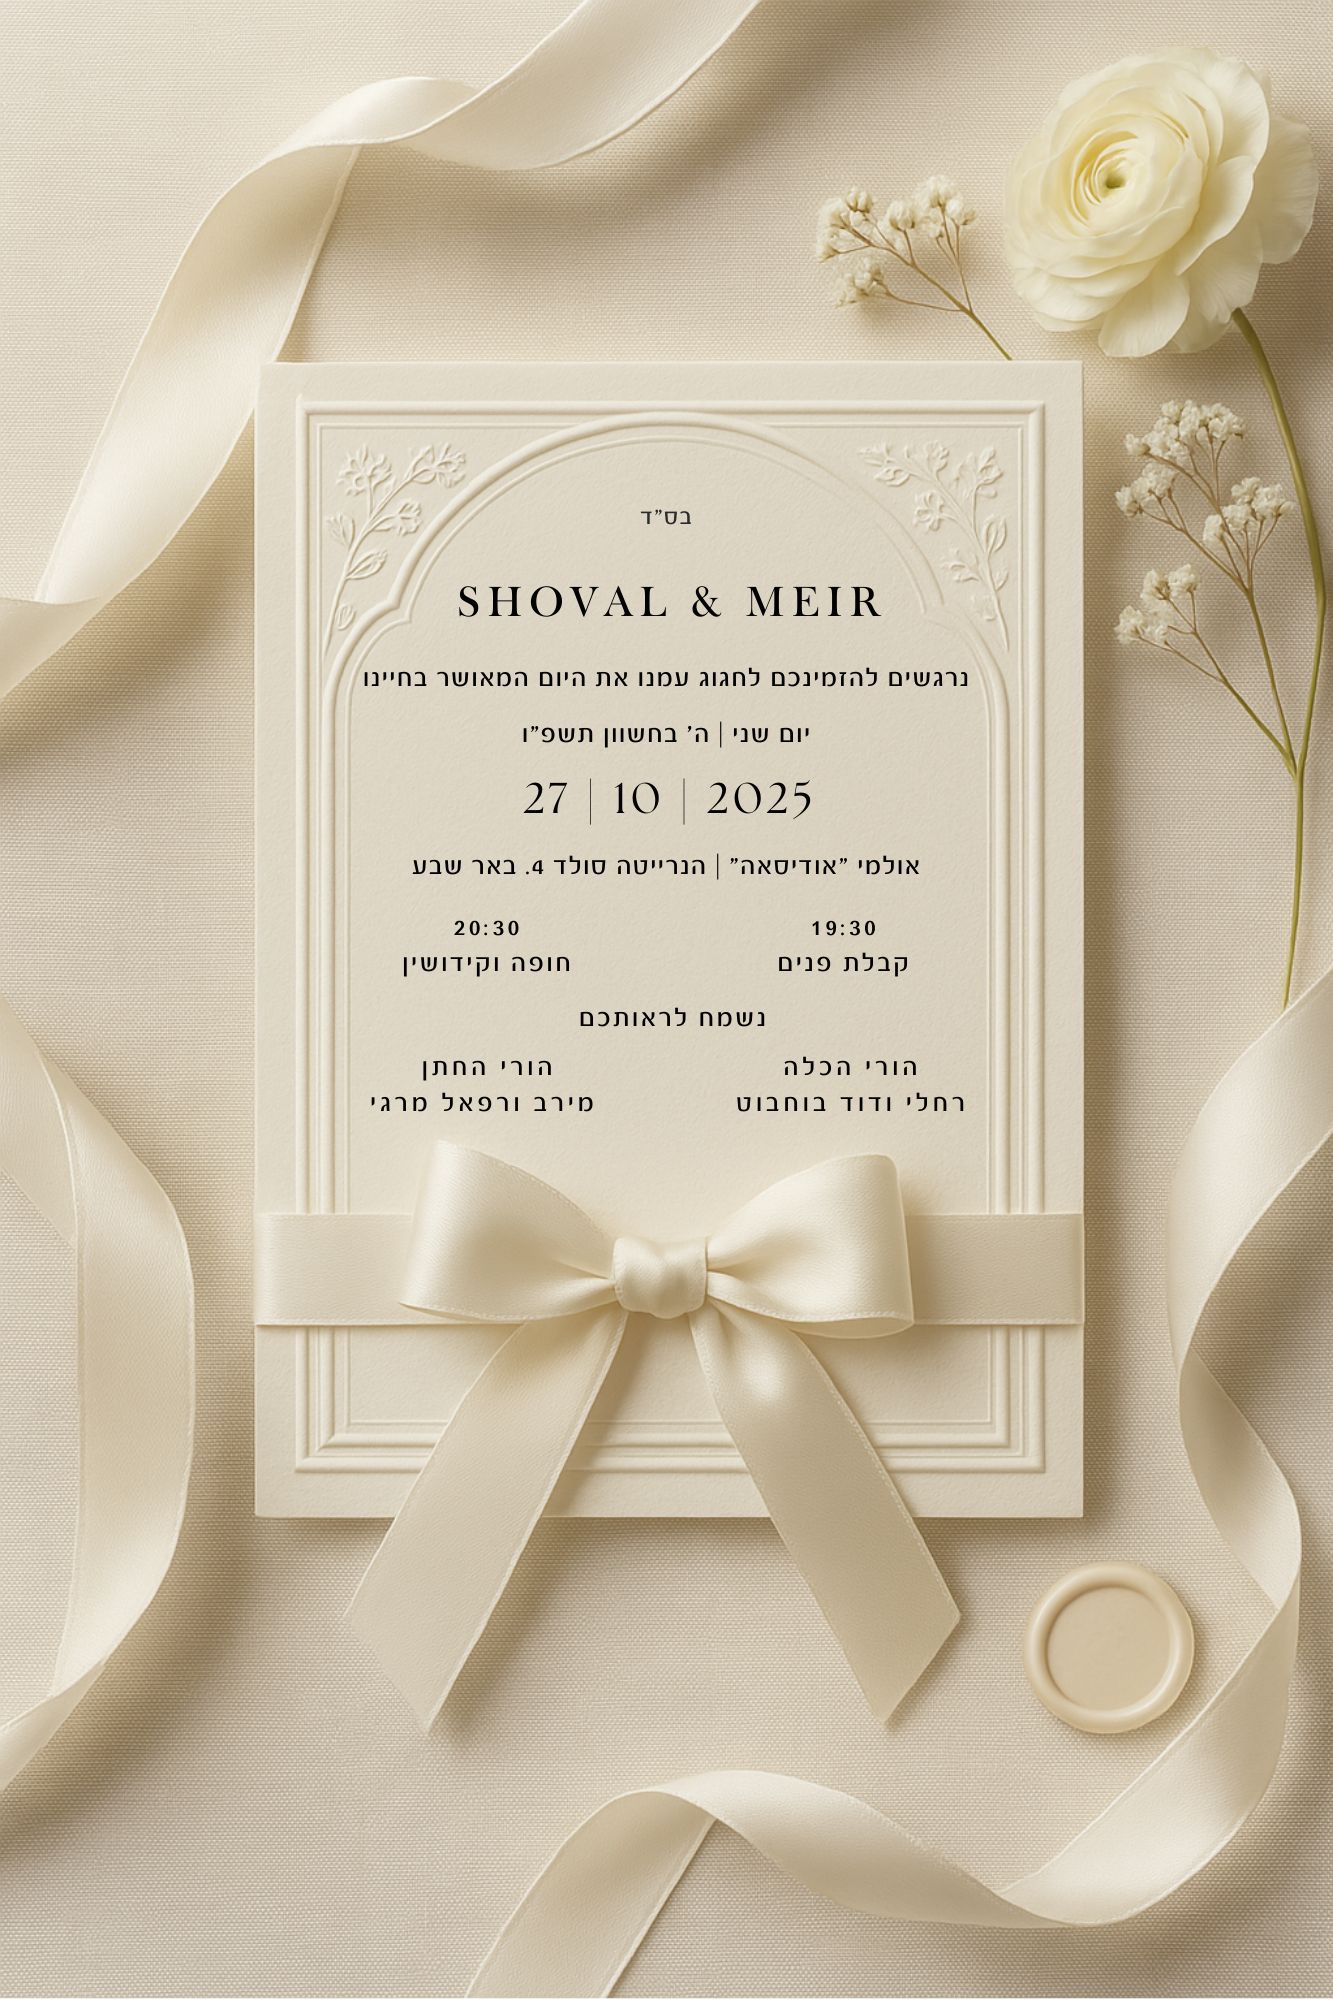 בס"ד
SHOVAL & MEIR
נרגשים להזמינכם לחגוג עמנו את היום המאושר בחיינו
יום שני | ה' בחשוון תשפ"ו
27 | 10 | 2025
אולמי "אודיסאה" | הנרייטה סולד 4. באר שבע
19:30
קבלת פנים
20:30
חופה וקידושין
נשמח לראותכם
הורי הכלה
רחלי ודוד בוחבוט
הורי החתן
מירב ורפאל מרגי